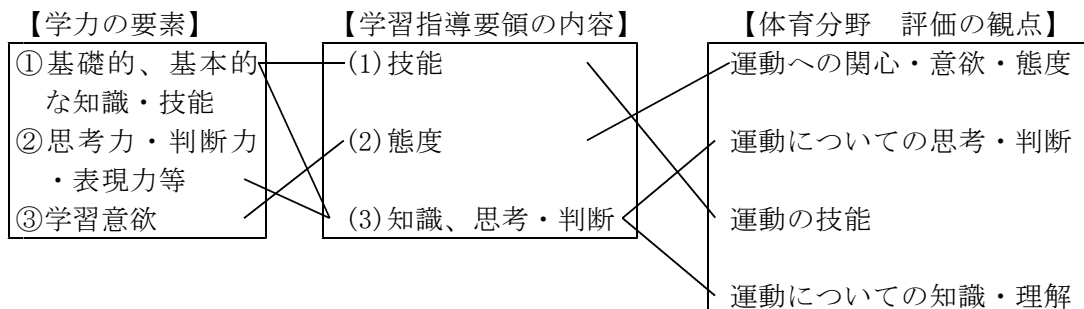 【学力の要素】 【学習指導要領の内容】 【体育分野　評価の観点】
①基礎的、基本的 (1)技能 運動への関心・意欲・態度
な知識・技能
②思考力・判断力 (2)態度 運動についての思考・判断
・表現力等
③学習意欲 (3)知識、思考・判断 運動の技能
運動についての知識・理解